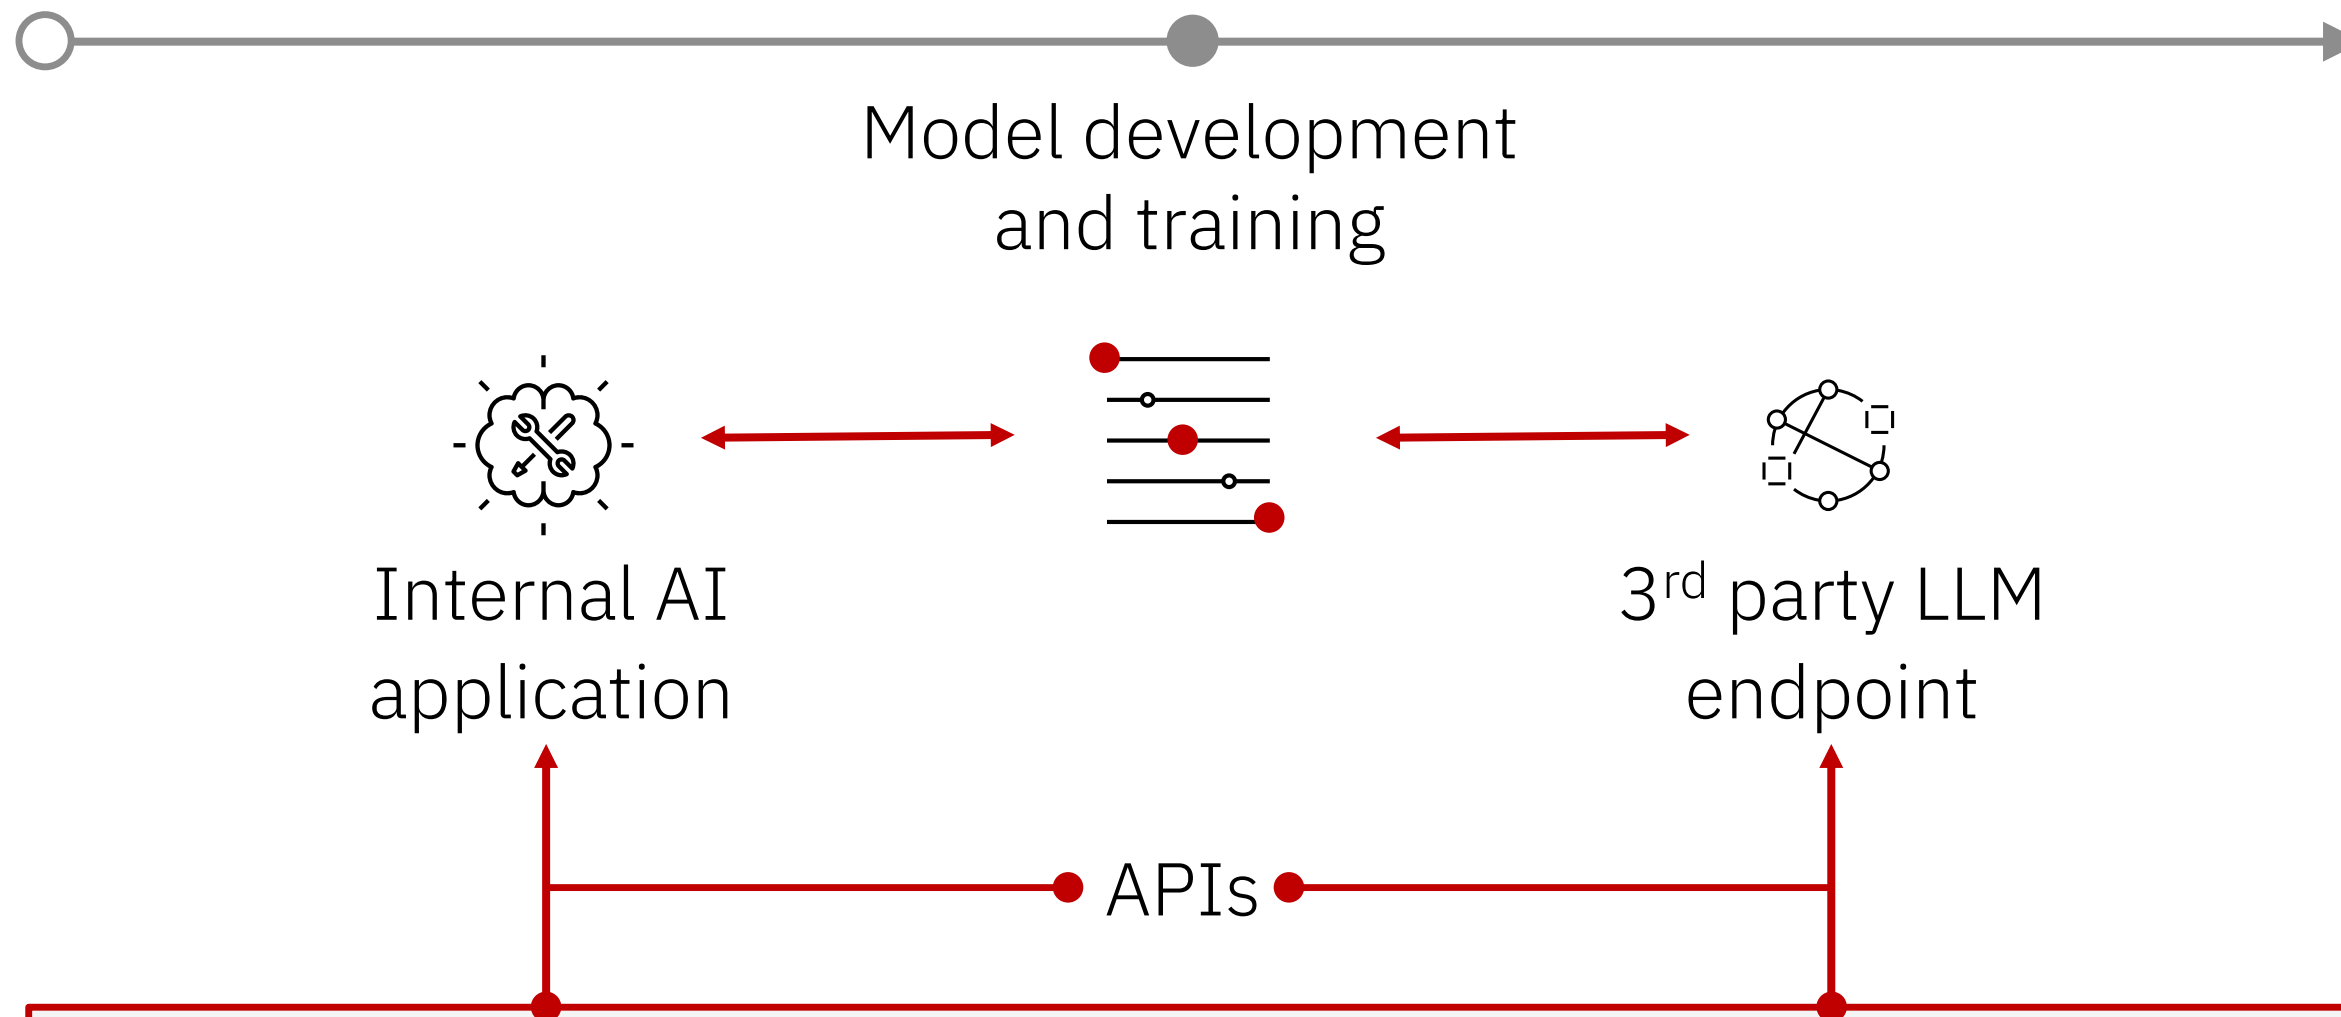 Model development
and training
Internal AI
application
3rd party LLM
endpoint
APIs